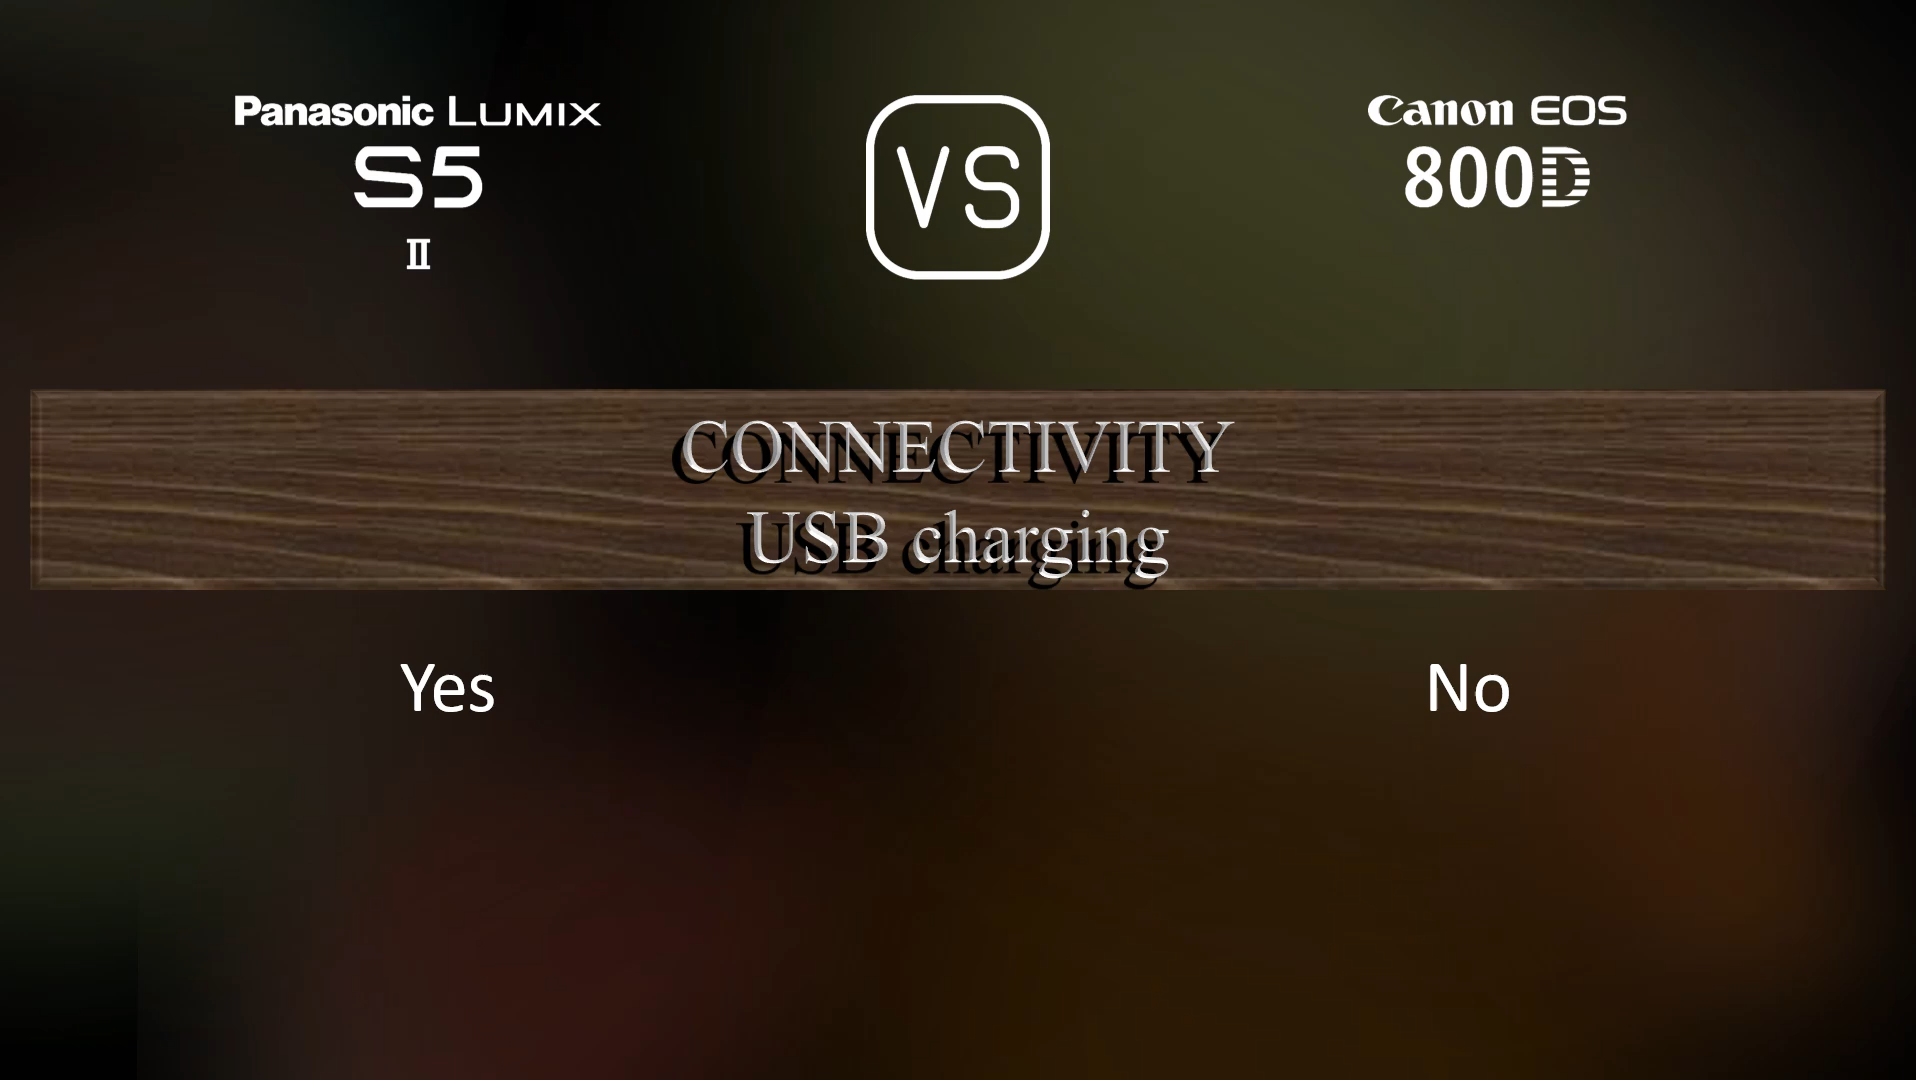 Panasonic LUMIX
S5
II
VS
Canon EOS
800D
CONNECTIVITY
USB charging
Yes
No